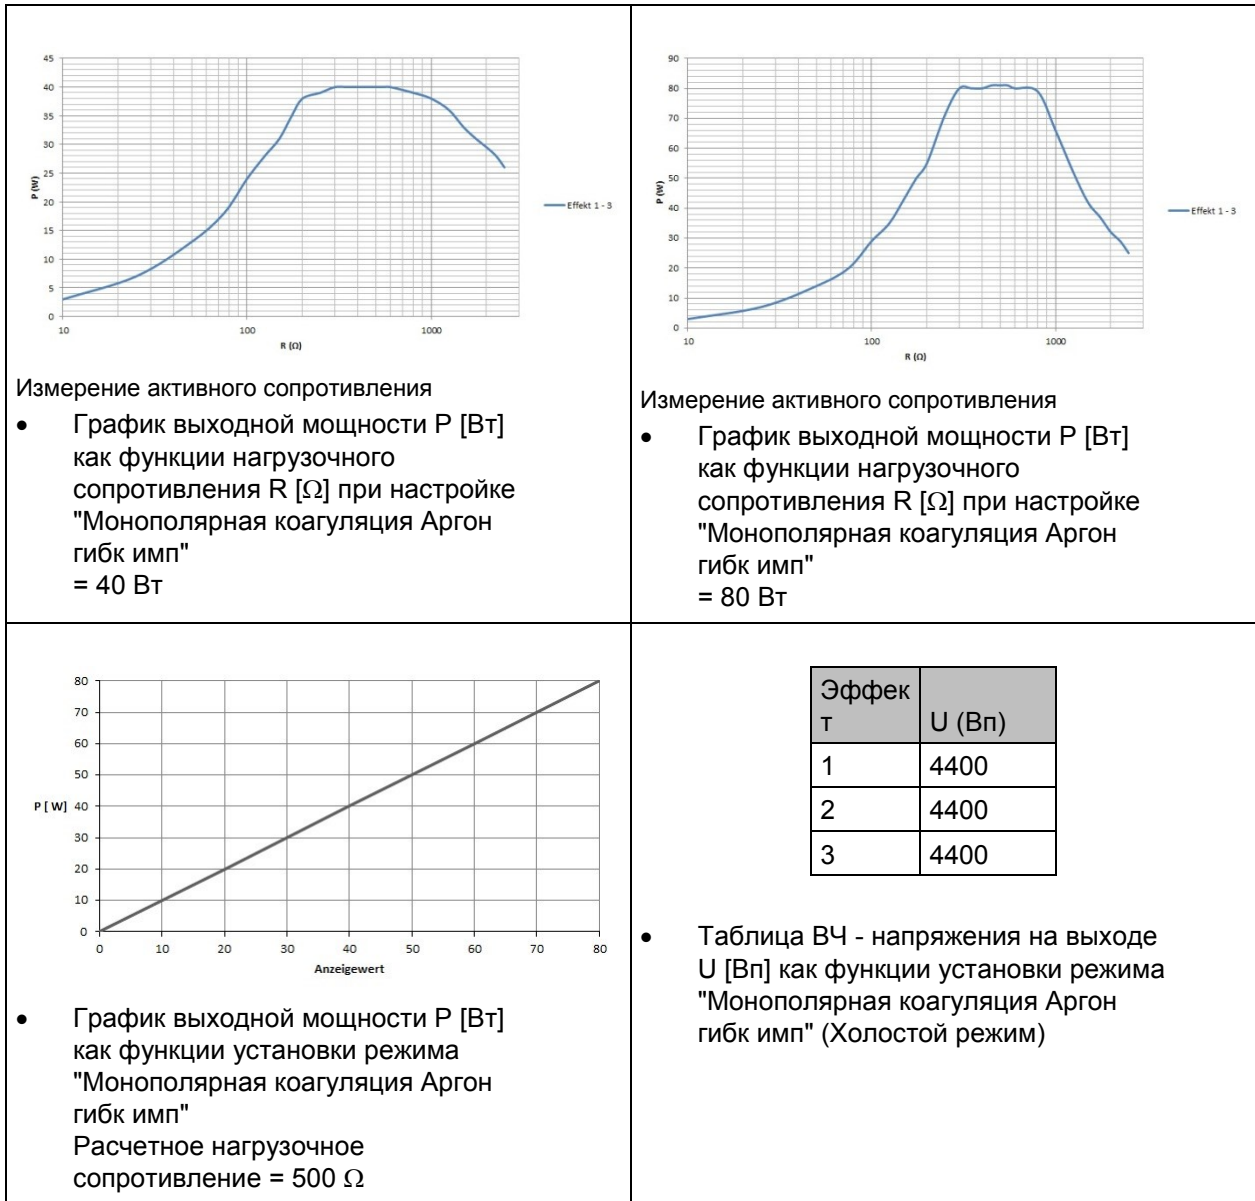 45
40
35
30
25
20
15
10
5
0
P (W)
10
100
1000
R (Ω)
Effekt 1 - 3
Измерение активного сопротивления
• График выходной мощности P [Вт]
как функции нагрузочного
сопротивления R [Ω] при настройке
"Монополярная коагуляция Аргон
гибк имп"
= 40 Вт
90
80
70
60
50
40
30
20
10
0
P (W)
10
100
1000
R (Ω)
Effekt 1 - 3
Измерение активного сопротивления
• График выходной мощности P [Вт]
как функции нагрузочного
сопротивления R [Ω] при настройке
"Монополярная коагуляция Аргон
гибк имп"
= 80 Вт
80
70
60
50
P [ W] 40
30
20
10
0
0 10 20 30 40 50 60 70 80
Anzeigewert
• График выходной мощности P [Вт]
как функции установки режима
"Монополярная коагуляция Аргон
гибк имп"
Расчетное нагрузочное
сопротивление = 500 Ω
Эффек
т U (Вп)
1 4400
2 4400
3 4400
• Таблица ВЧ - напряжения на выходе
U [Вп] как функции установки режима
"Монополярная коагуляция Аргон
гибк имп" (Холостой режим)